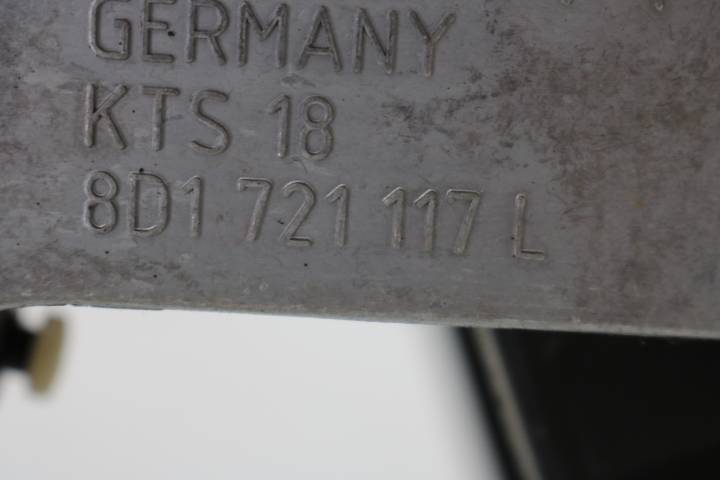 GERMANY
KTS 18
8D1 721 117 L